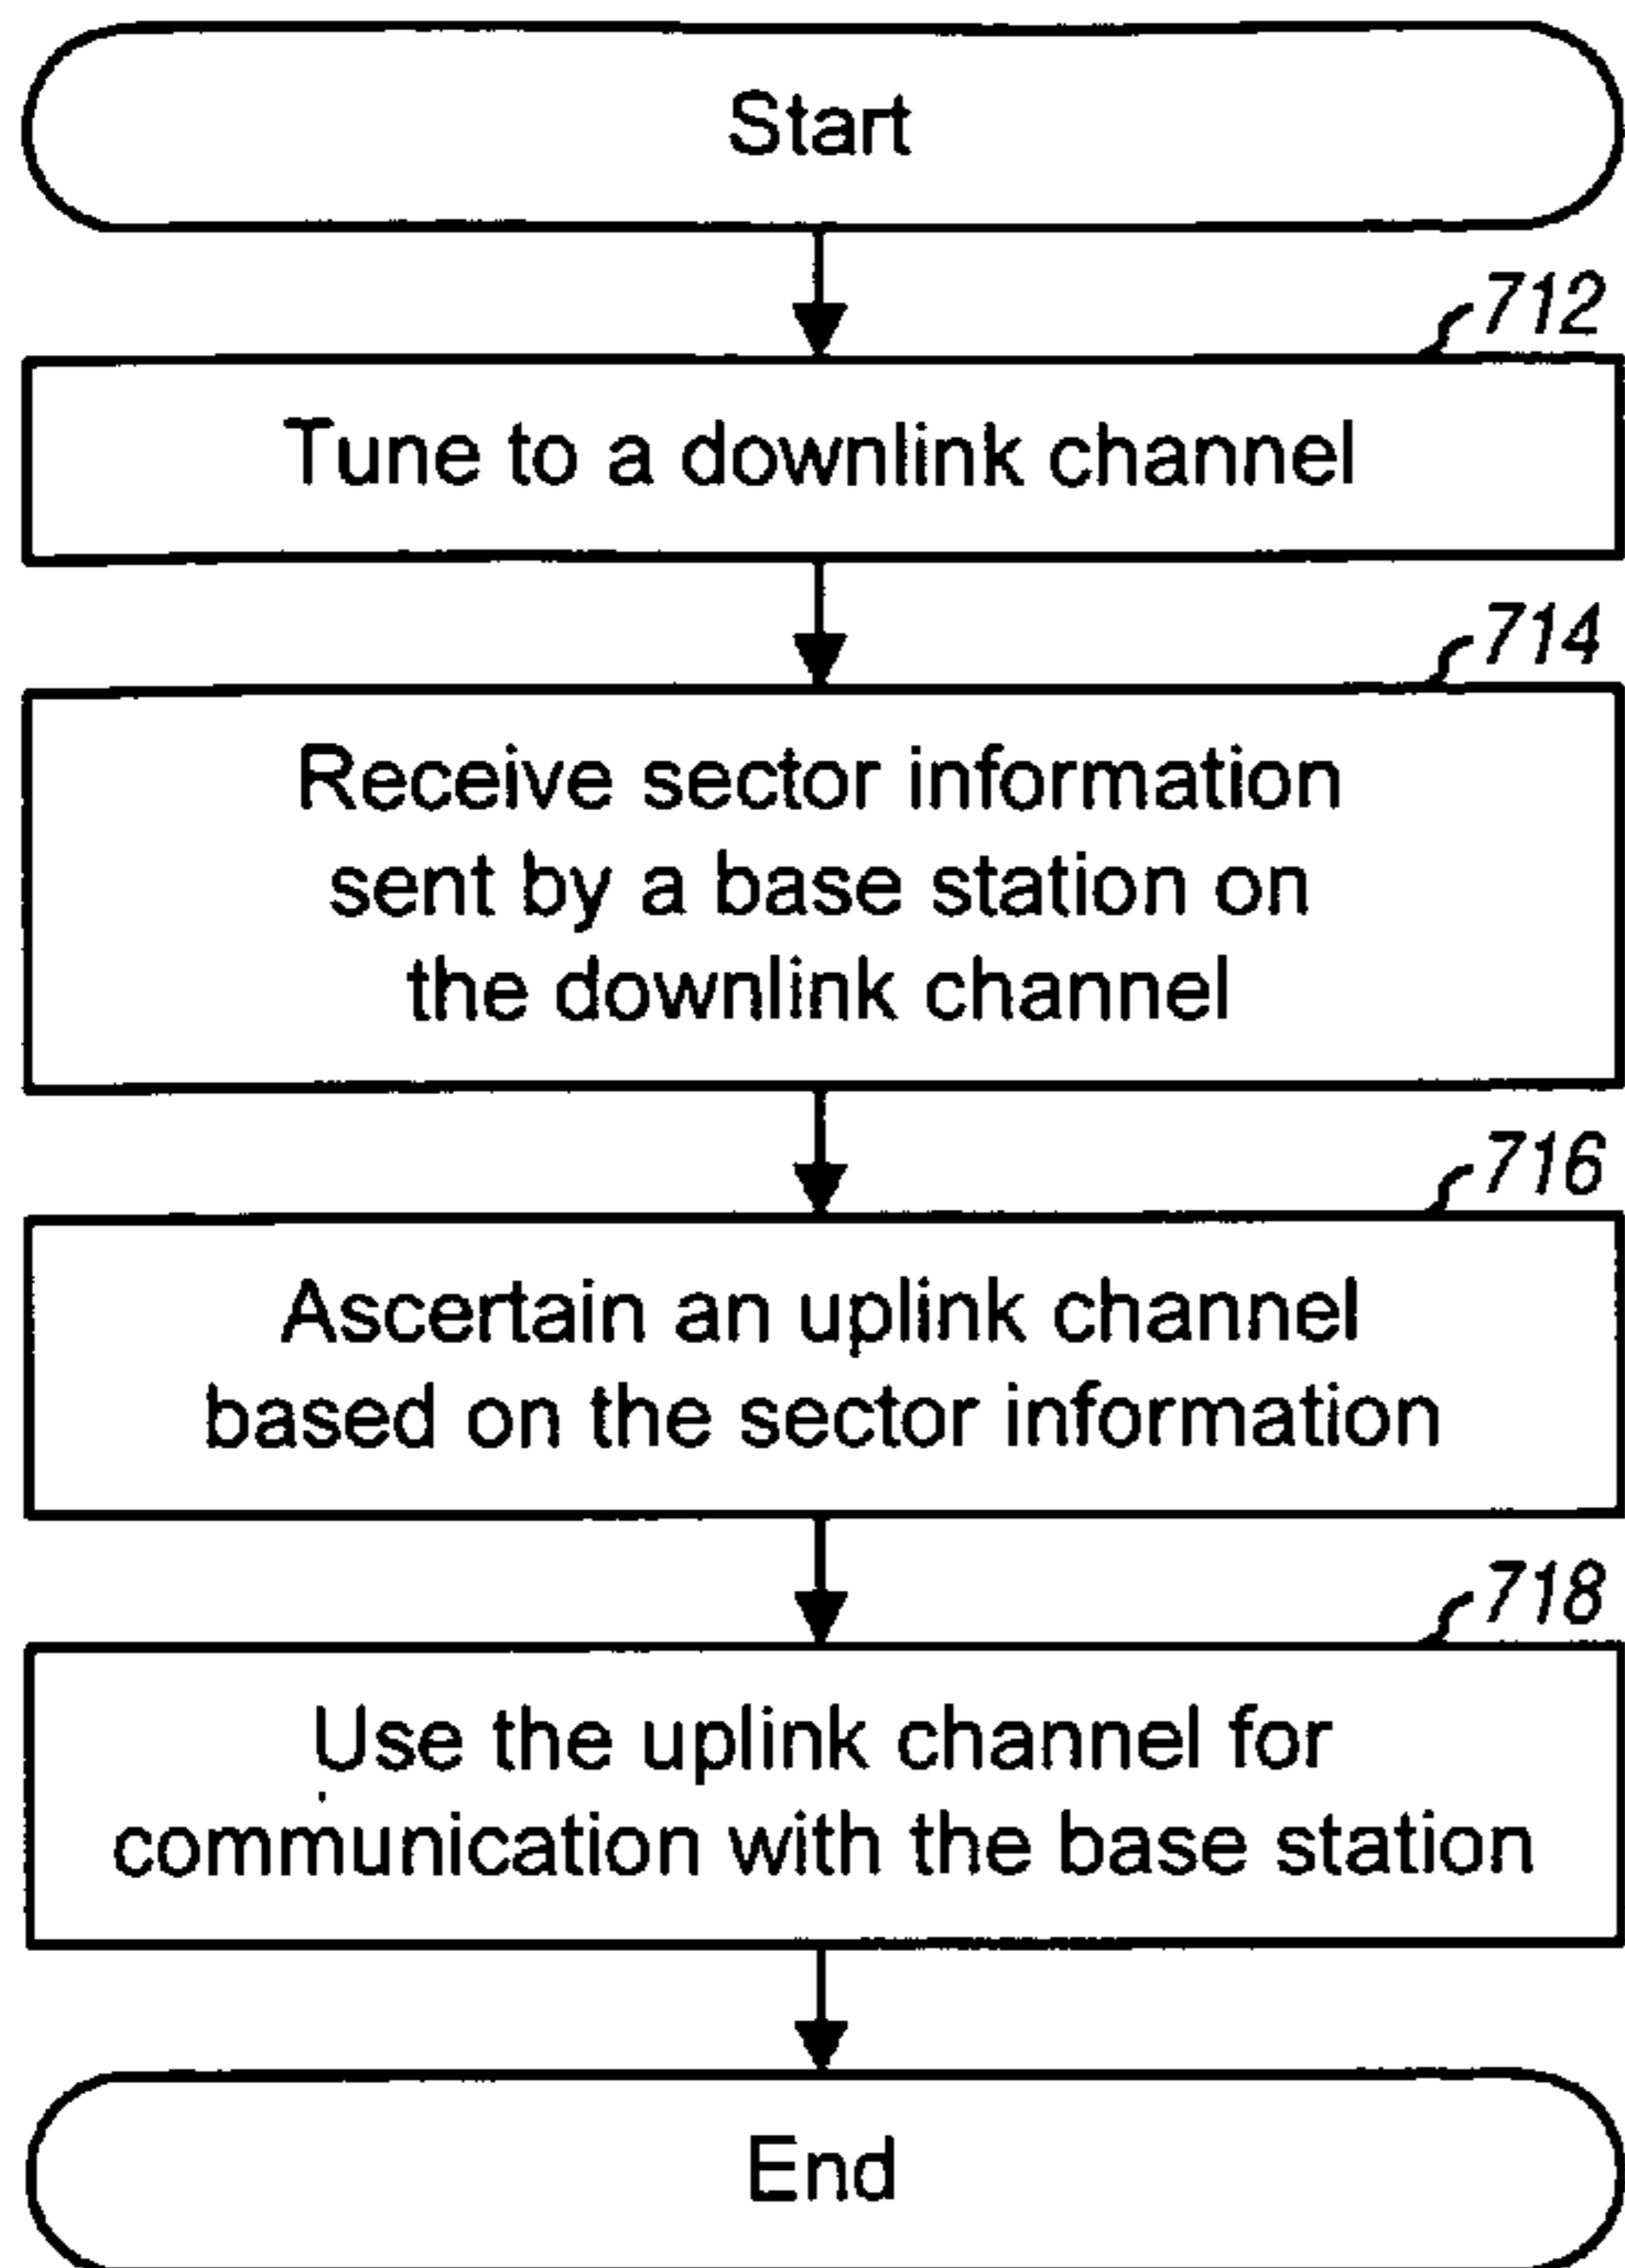 Start
712
Tune to a downlink channel
714
Receive sector information
sent by a base station on
the downlink channel
716
Ascertain an uplink channel
based on the sector information
718
Use the uplink channel for
communication with the base station
End